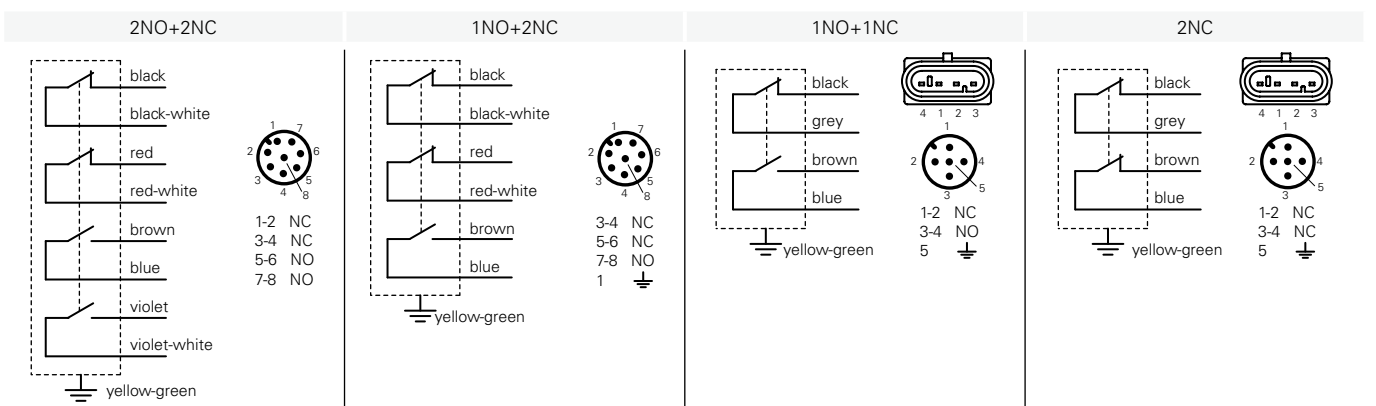 2NO+2NC
black
black-white
red
red-white
brown
blue
violet
violet-white
yellow-green
1 7
2 6
3 5
4 8
1-2 NC
3-4 NC
5-6 NO
7-8 NO
1NO+2NC
black
black-white
red
red-white
brown
blue
yellow-green
1 7
2 6
3 5
4 8
3-4 NC
5-6 NC
7-8 NO
1
1NO+1NC
black
grey
brown
blue
yellow-green
4 1 2 3
1
2 4
5
3
1-2 NC
3-4 NO
5
2NC
black
grey
brown
blue
yellow-green
4 1 2 3
1
2 4
5
3
1-2 NC
3-4 NC
5